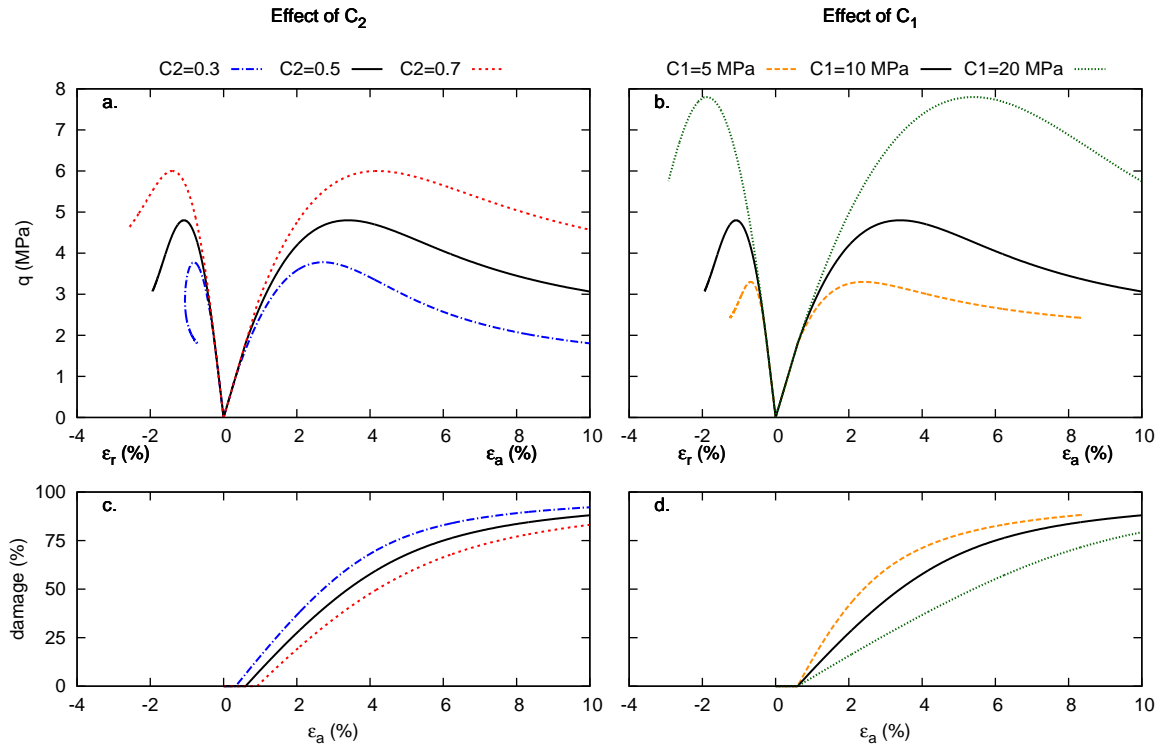 Effect of C2
Effect of C1
C2=0.3 C2=0.5 C2=0.7
C1=5 MPa C1=10 MPa C1=20 MPa
a.
b.
8
7
6
5
4
3
2
1
0
q (MPa)
-4 -2 0 2 4 6 8 10
-4 -2 0 2 4 6 8 10
εr (%) εa (%)
εr (%) εa (%)
c.
d.
100
75
50
25
0
damage (%)
-4 -2 0 2 4 6 8 10
-4 -2 0 2 4 6 8 10
εa (%)
εa (%)